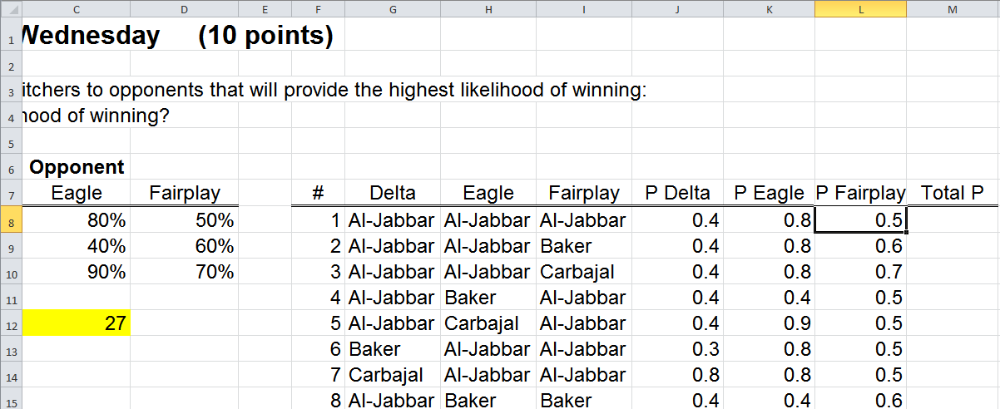 C D E F G H I J K L M
1 Wednesday (10 points)
2
3 itchers to opponents that will provide the highest likelihood of winning:
4 hood of winning?
5
6 Opponent
7 Eagle Fairplay # Delta Eagle Fairplay P Delta P Eagle P Fairplay Total P
8 80% 50% 1 Al-Jabbar Al-Jabbar Al-Jabbar 0.4 0.8 0.5
9 40% 60% 2 Al-Jabbar Al-Jabbar Baker 0.4 0.8 0.6
10 90% 70% 3 Al-Jabbar Al-Jabbar Carbajal 0.4 0.8 0.7
11 4 Al-Jabbar Baker Al-Jabbar 0.4 0.4 0.5
12 27 5 Al-Jabbar Carbajal Al-Jabbar 0.4 0.9 0.5
13 6 Baker Al-Jabbar Al-Jabbar 0.3 0.8 0.5
14 7 Carbajal Al-Jabbar Al-Jabbar 0.8 0.8 0.5
15 8 Al-Jabbar Baker Baker 0.4 0.4 0.6